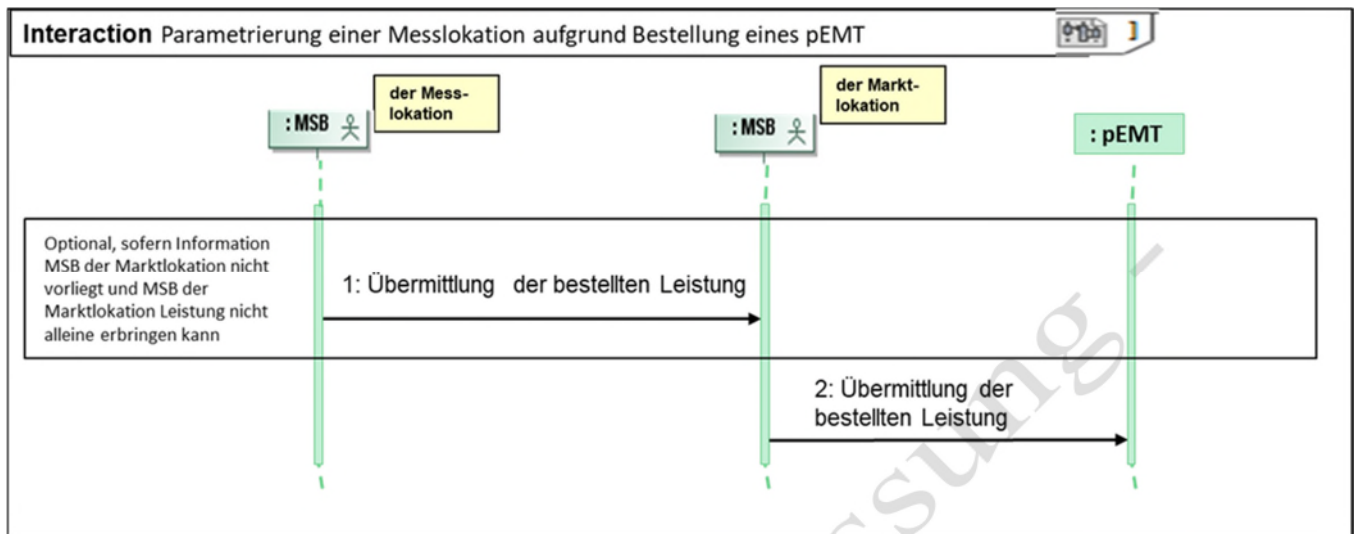 Interaction Parametrierung einer Messlokation aufgrund Bestellung eines pEMT
der Mess-
lokation
: MSB
der Markt-
lokation
: MSB
: pEMT
Optional, sofern Information
MSB der Marktlokation nicht
vorliegt und MSB der
Marktlokation Leistung nicht
alleine erbringen kann
1: Übermittlung der bestellten Leistung
2: Übermittlung der
bestellten Leistung
ssung -